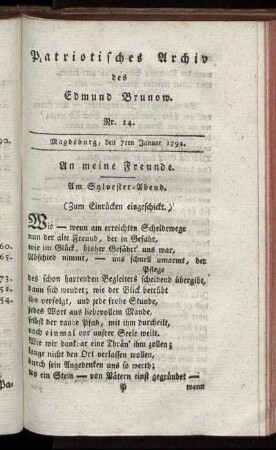 Patriotisches Archiv
des
Edmund Brunow.
Nr. 14.
Magdeburg, den 7ten Januar 1792.
An meine Freunde.
Am Sylvester-Abend.
(Zum Einrücken eingeschickt.)
Wie — wenn am erreichten Scheidewege
nun der alte Freund, der in Gefahr,
wie im Glück, bisher Gefährt' uns war,
Abschied nimmt, — uns schnell umarmt, der
Pflege
des schon harrenden Begleiters scheidend übergibt,
dann sich wendet; wie der Blick betrübt
ihn verfolgt, und jede frohe Stunde,
jedes Wort aus liebevollem Munde,
selbst der rauhe Pfad, mit ihm durcheilt,
noch einmal vor unsrer Seele weilt.
Wie wir dankbar eine Thrän' ihm zollen;
lange nicht den Ort verlassen wollen,
durch sein Angedenken uns so werth;
wo ein Stein — von Vätern einst gegründet —
P wenn